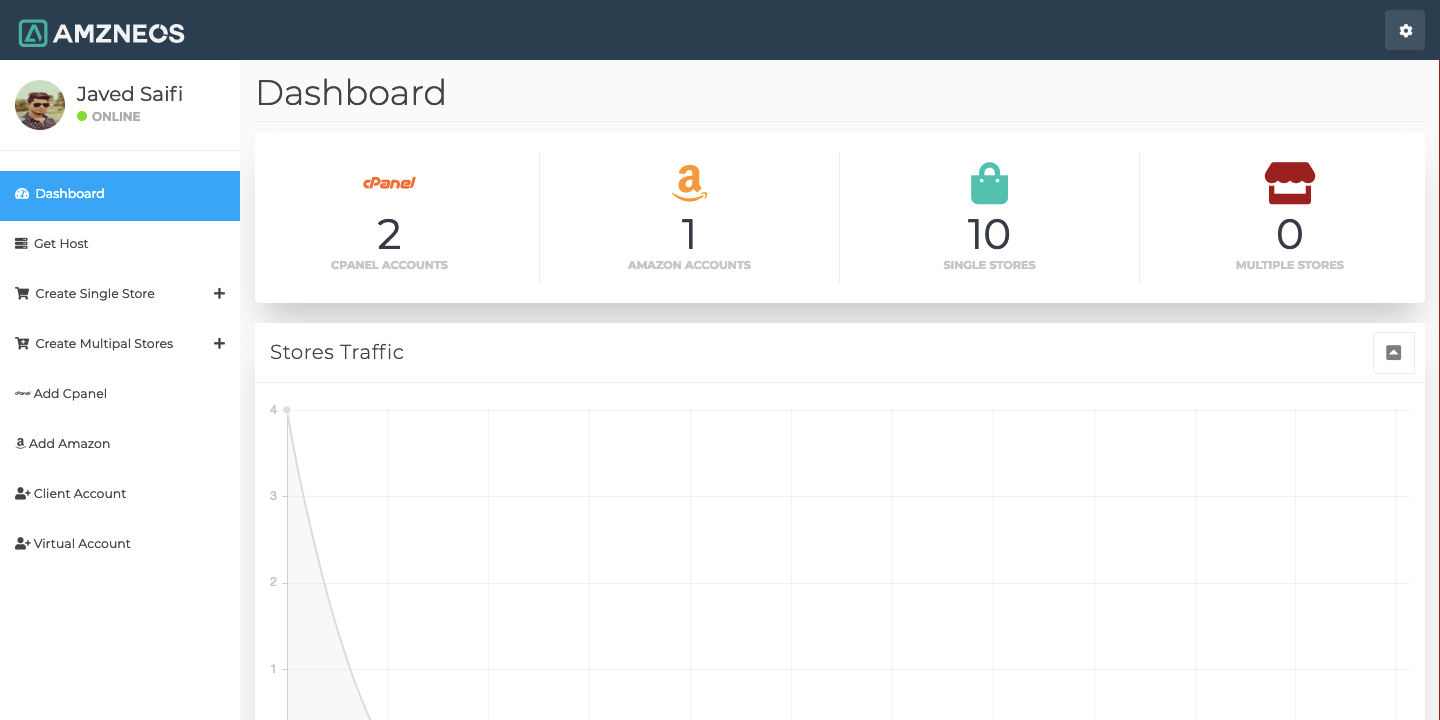 AMZNEOS
Javed Saifi
ONLINE
Dashboard
Get Host
Create Single Store
Create Multipal Stores
cPanel Add Cpanel
Add Amazon
Client Account
Virtual Account
Dashboard
cPanel
2
CPANEL ACCOUNTS
a
1
AMAZON ACCOUNTS
10
SINGLE STORES
0
MULTIPLE STORES
Stores Traffic
4
3
2
1